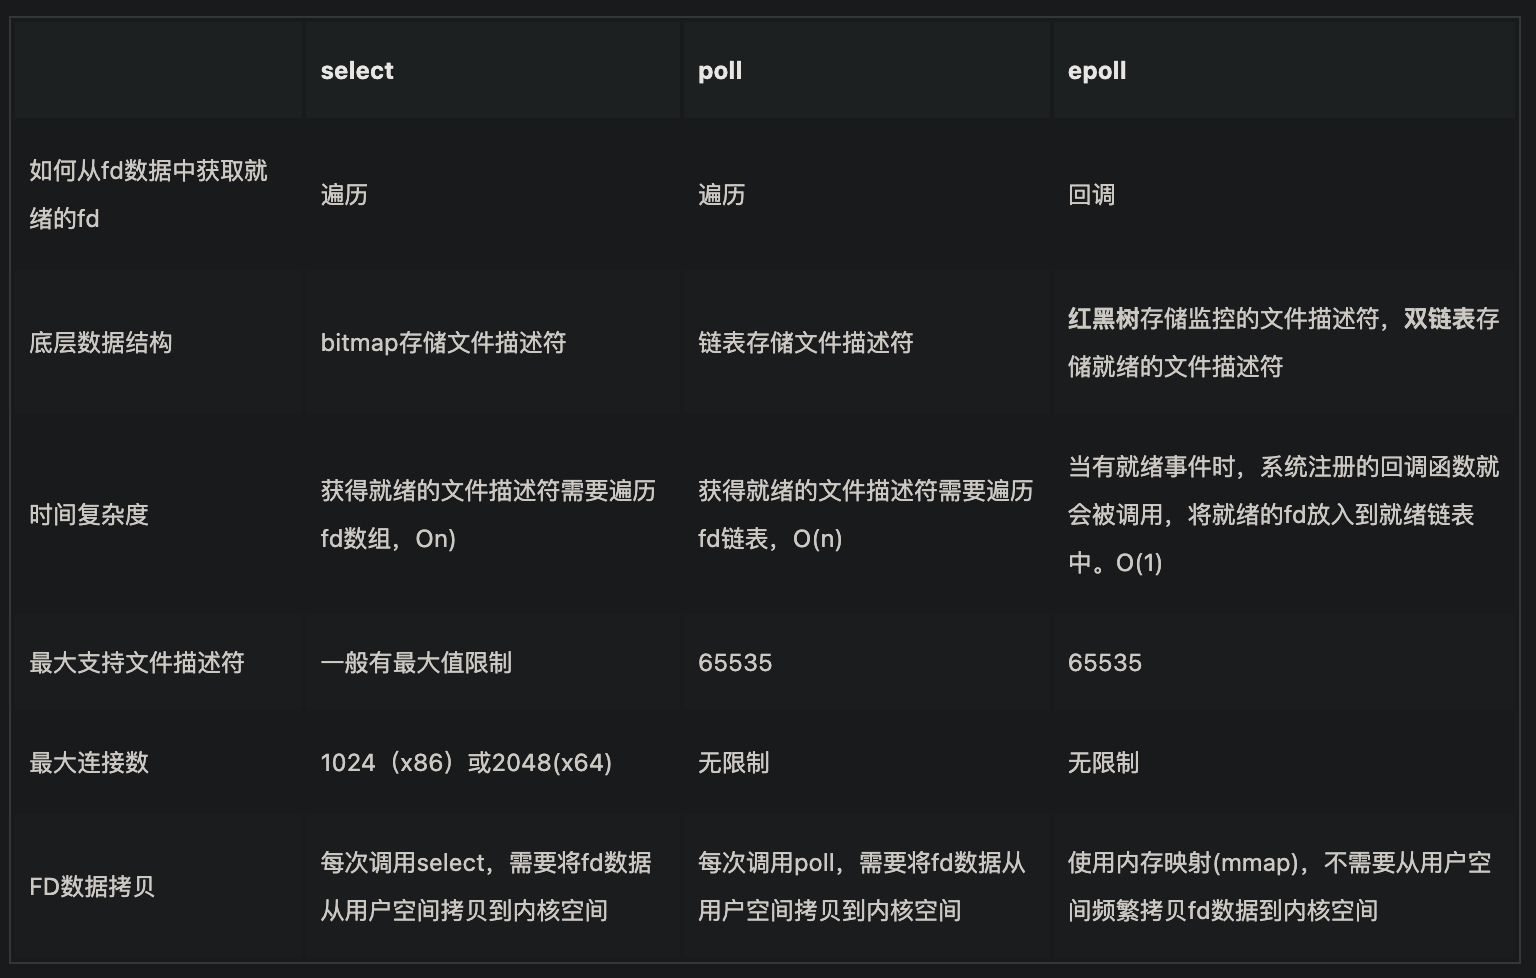 select
poll
epoll
如何从fd数据中获取就
绪的fd
遍历
遍历
回调
底层数据结构
bitmap存储文件描述符
链表存储文件描述符
红黑树存储监控的文件描述符，双链表存
储就绪的文件描述符
时间复杂度
获得就绪的文件描述符需要遍历
fd数组，On)
获得就绪的文件描述符需要遍历
fd链表，O(n)
当有就绪事件时，系统注册的回调函数就
会被调用，将就绪的fd放入到就绪链表
中。O(1)
最大支持文件描述符
一般有最大值限制
65535
65535
最大连接数
1024（x86）或2048(x64)
无限制
无限制
FD数据拷贝
每次调用select，需要将fd数据
从用户空间拷贝到内核空间
每次调用poll，需要将fd数据从
用户空间拷贝到内核空间
使用内存映射(mmap)，不需要从用户空
间频繁拷贝fd数据到内核空间